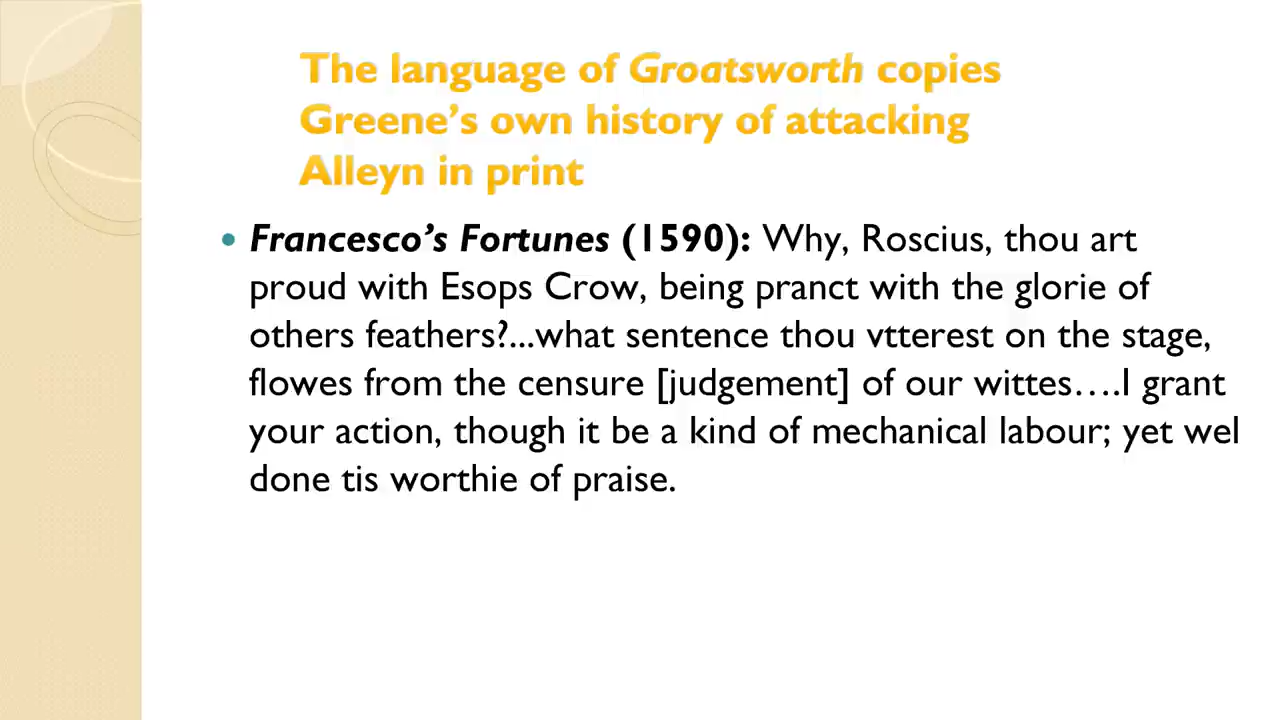 The language of Groatsworth copies
Greene's own history of attacking
Alleyn in print
• Francesco's Fortunes (1590): Why, Roscius, thou art
proud with Esops Crow, being pranct with the glorie of
others feathers?...what sentence thou vtterest on the stage,
flowes from the censure [judgement] of our wittes….I grant
your action, though it be a kind of mechanical labour; yet wel
done tis worthie of praise.